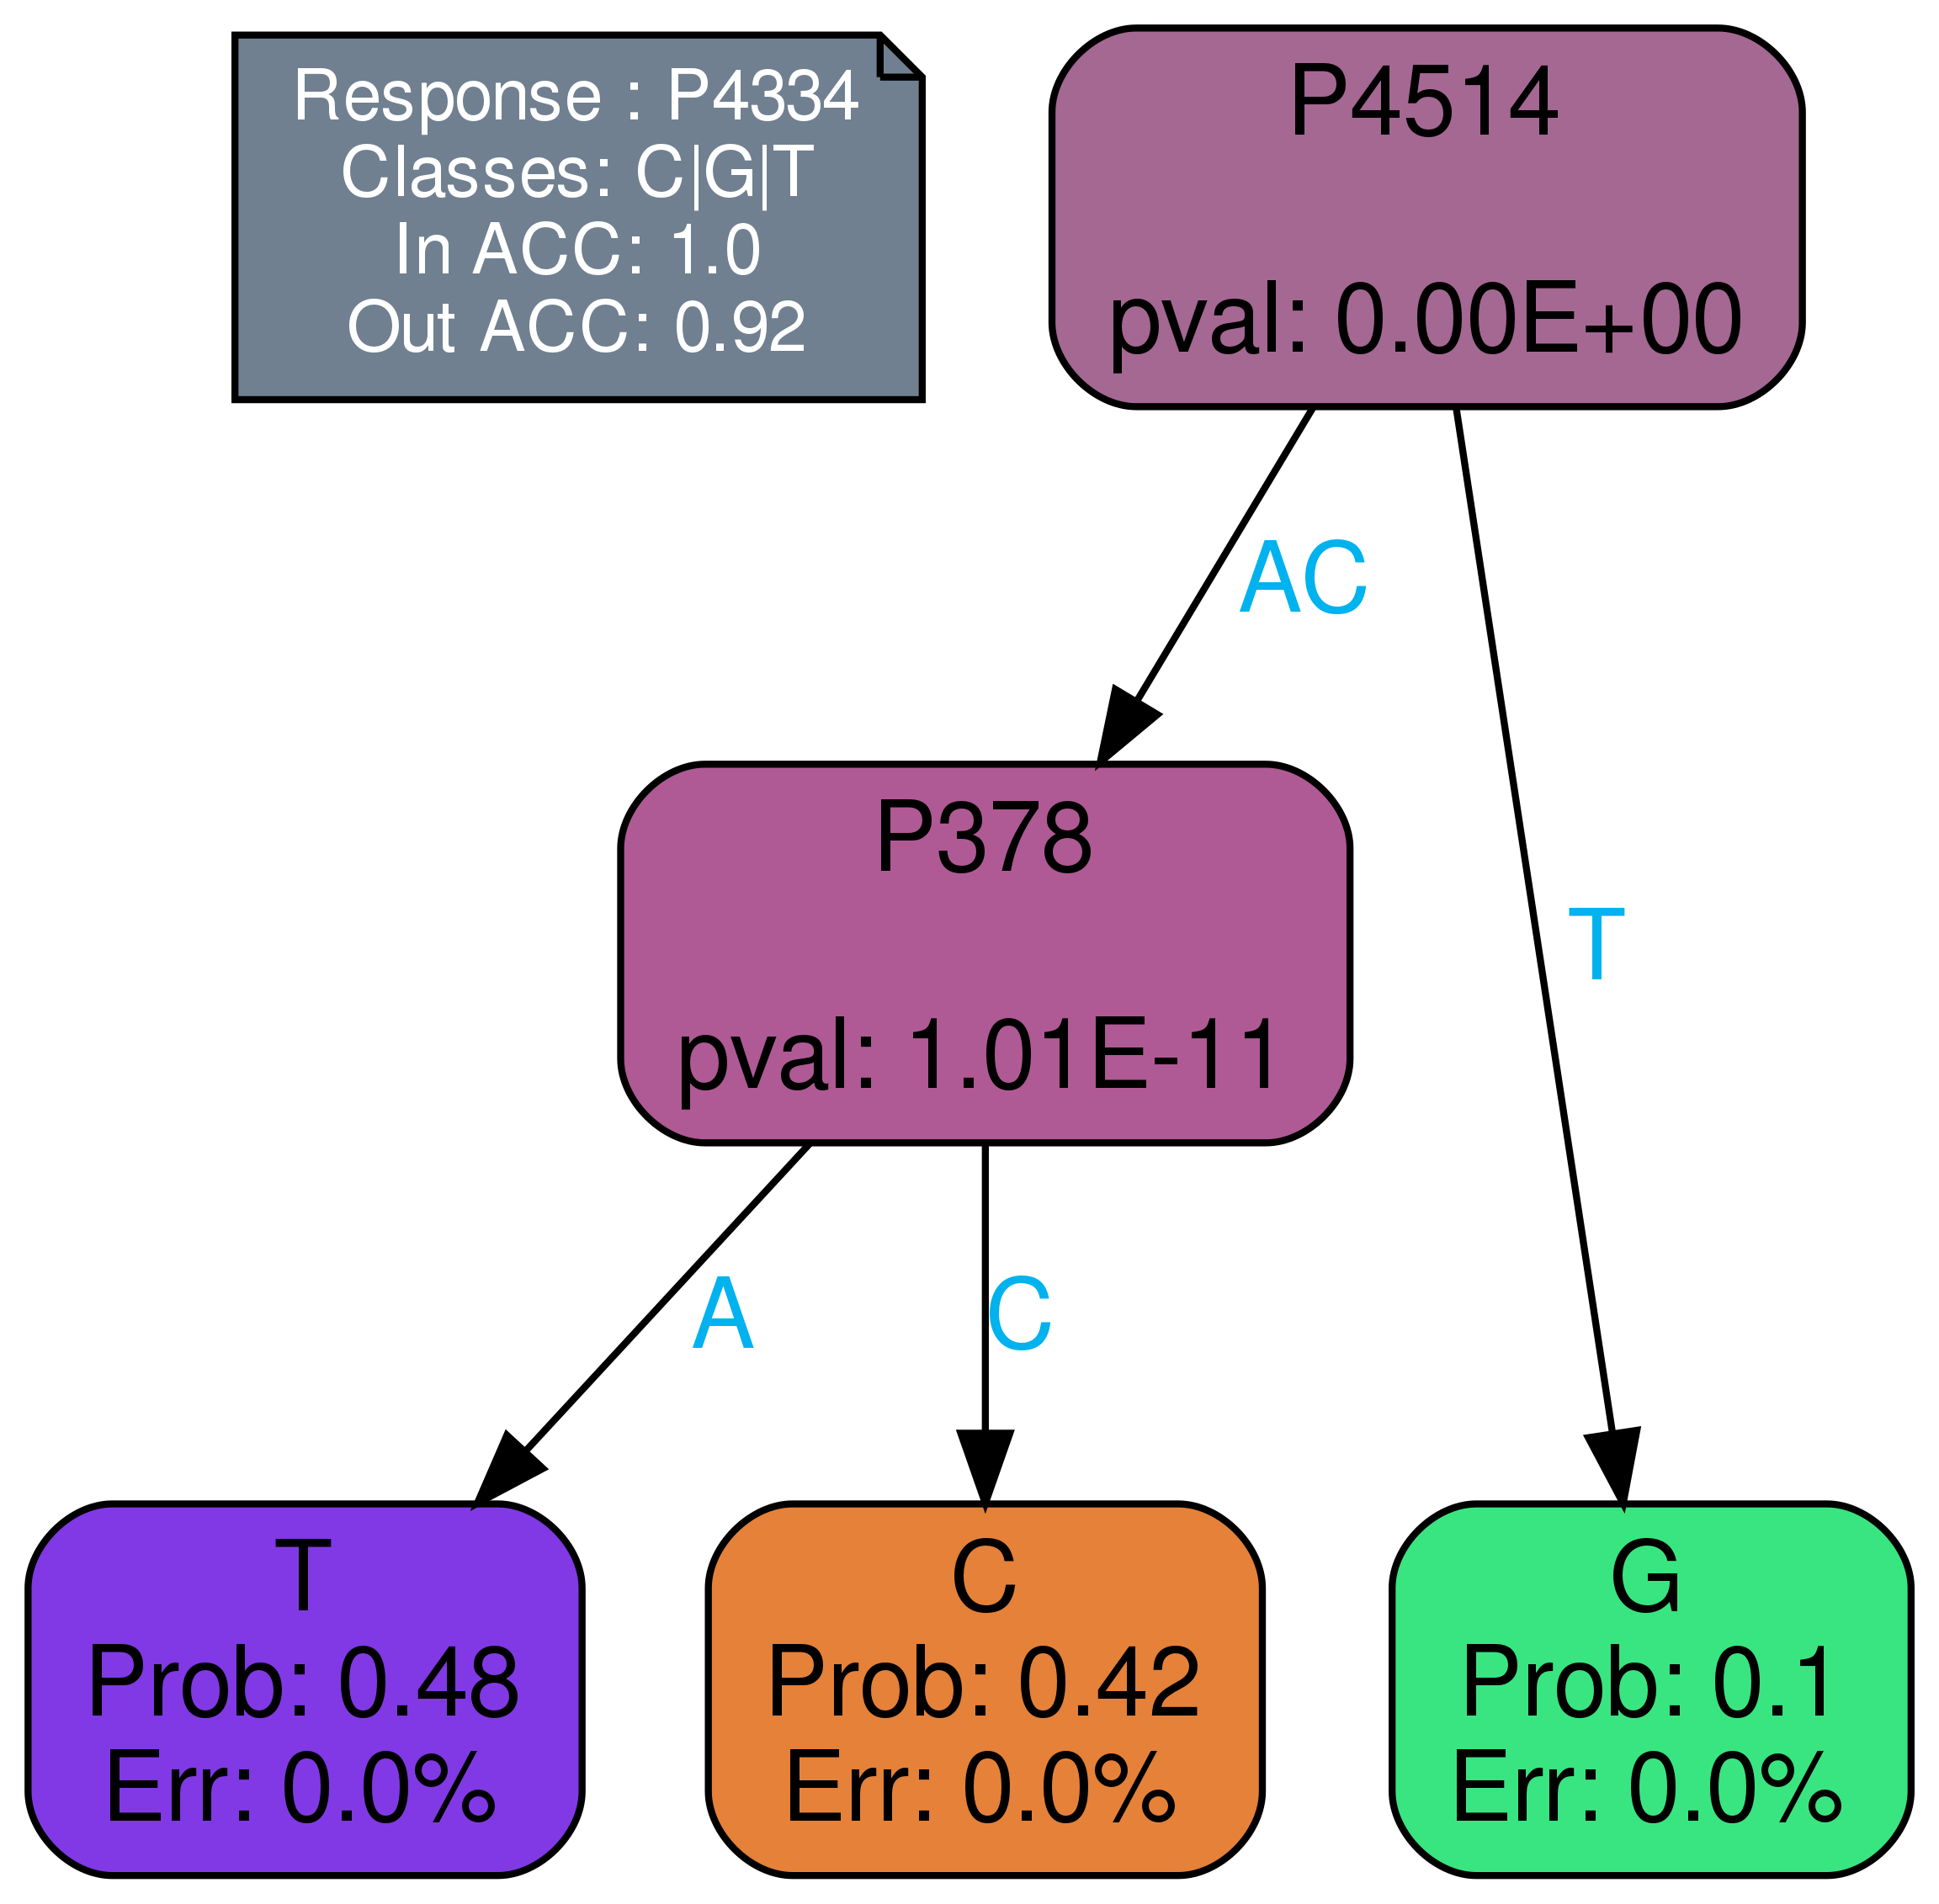 Response : P4334
Classes: C|G|T
In ACC: 1.0
Out ACC: 0.92
P4514
pval: 0.00E+00
AC
T
P378
pval: 1.01E-11
A
C
T
Prob: 0.48
Err: 0.0%
C
Prob: 0.42
Err: 0.0%
G
Prob: 0.1
Err: 0.0%